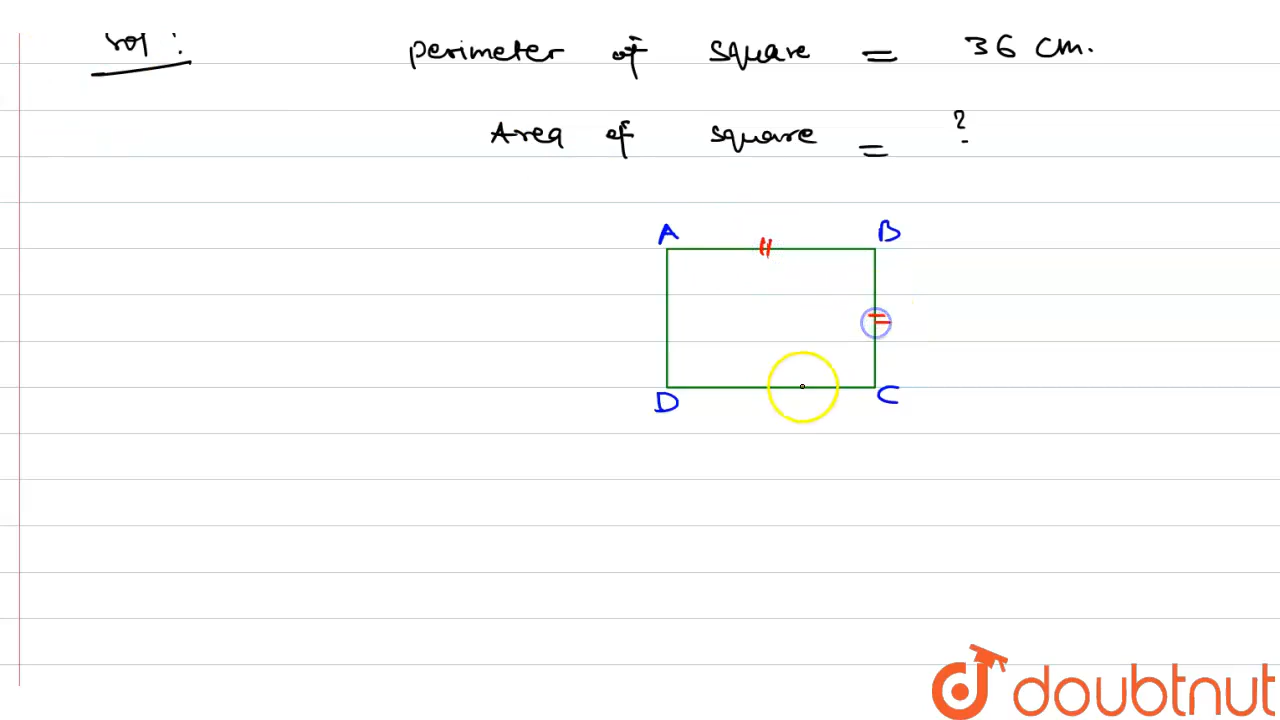 Sol :
perimeter of square = 36 cm.
Area of square = ?
A B
D C
doubtnut